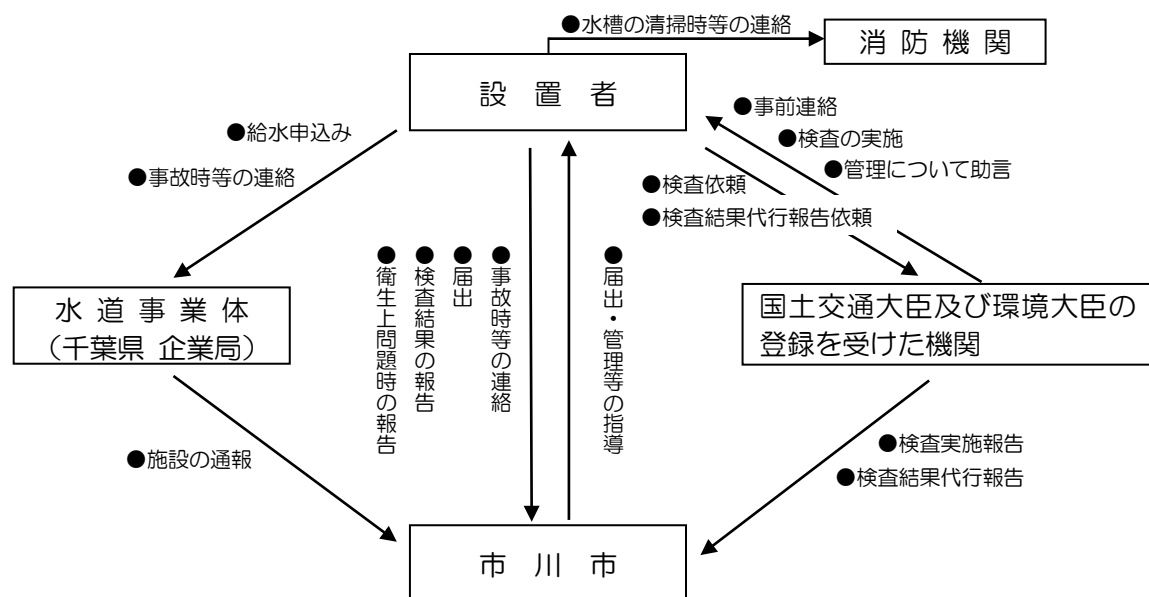 ●水槽の清掃時等の連絡
消 防 機 関
設 置 者
●事前連絡
●検査の実施
●管理について助言
●給水申込み
●事故時等の連絡
●検査依頼
●検査結果代行報告依頼
●事故時等の連絡
●届出
●検査結果の報告
●衛生上問題時の報告
●届出・管理等の指導
水 道 事 業 体
（千葉県 企業局）
国土交通大臣及び環境大臣の
登録を受けた機関
●施設の通報
●検査実施報告
●検査結果代行報告
市 川 市